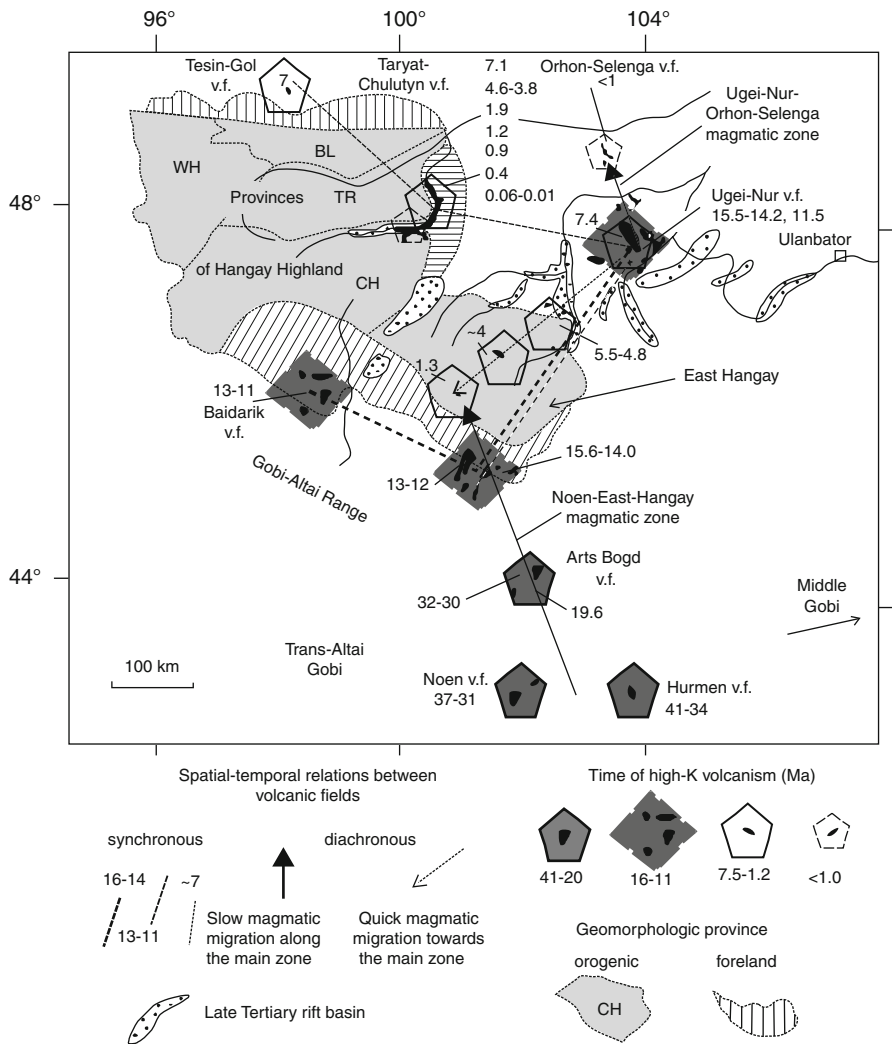 96°
100°
104°
Tesin-Gol
v.f.
7
Taryat-
Chulutyn v.f.
7.1
4.6-3.8
1.9
1.2
0.9
0.4
0.06-0.01
Orhon-Selenga v.f.
<1
Ugei-Nur-
Orhon-Selenga
magmatic zone
WH
BL
48°
Provinces
TR
7.4
Ugei-Nur v.f.
15.5-14.2, 11.5
Ulanbator
of Hangay Highland
CH
~4
5.5-4.8
1.3
East Hangay
13-11
Baidarik
v.f.
Gobi-Altai Range
13-12
15.6-14.0
Noen-East-Hangay
magmatic zone
44°
Arts Bogd
v.f.
32-30
19.6
Middle
Gobi
Trans-Altai
Gobi
100 km
Noen v.f.
37-31
Hurmen v.f.
41-34
Spatial-temporal relations between
volcanic fields
synchronous
diachronous
16-14
~7
13-11
Slow magmatic
migration along
the main zone
Quick magmatic
migration towards
the main zone
Late Tertiary rift basin
Time of high-K volcanism (Ma)
41-20
16-11
7.5-1.2
<1.0
Geomorphologic province
orogenic
foreland
CH